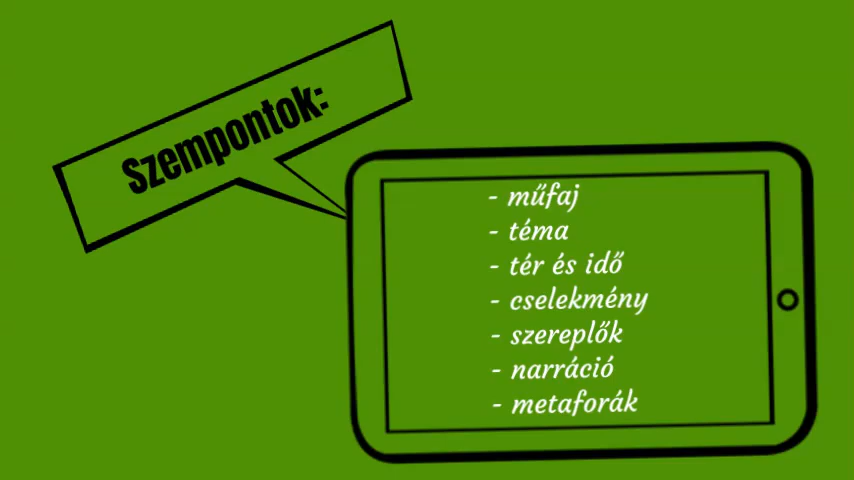 Szempontok:
- műfaj
- téma
- tér és idő
- cselekmény
- szereplők
- narráció
- metaforák